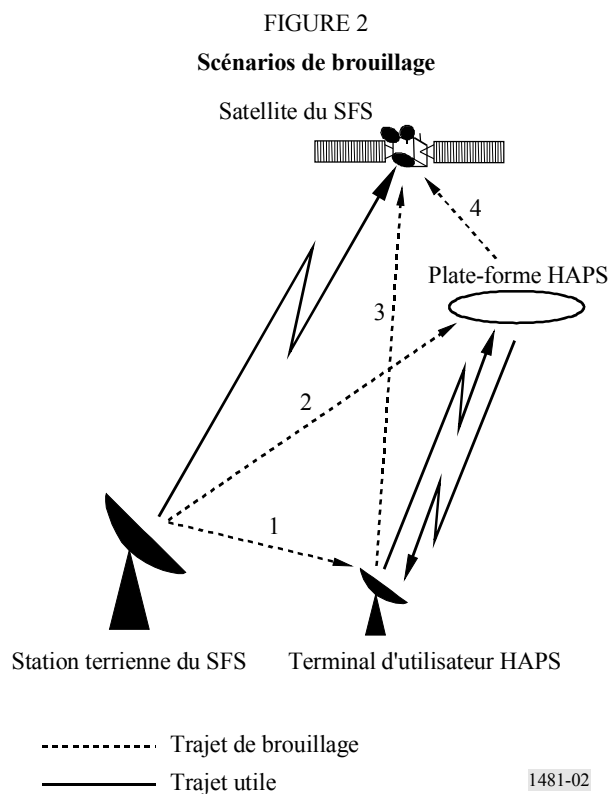 FIGURE 2
Scénarios de brouillage
Satellite du SFS
4
Plate-forme HAPS
3
2
1
Station terrienne du SFS
Terminal d'utilisateur HAPS
Trajet de brouillage
Trajet utile
1481-02